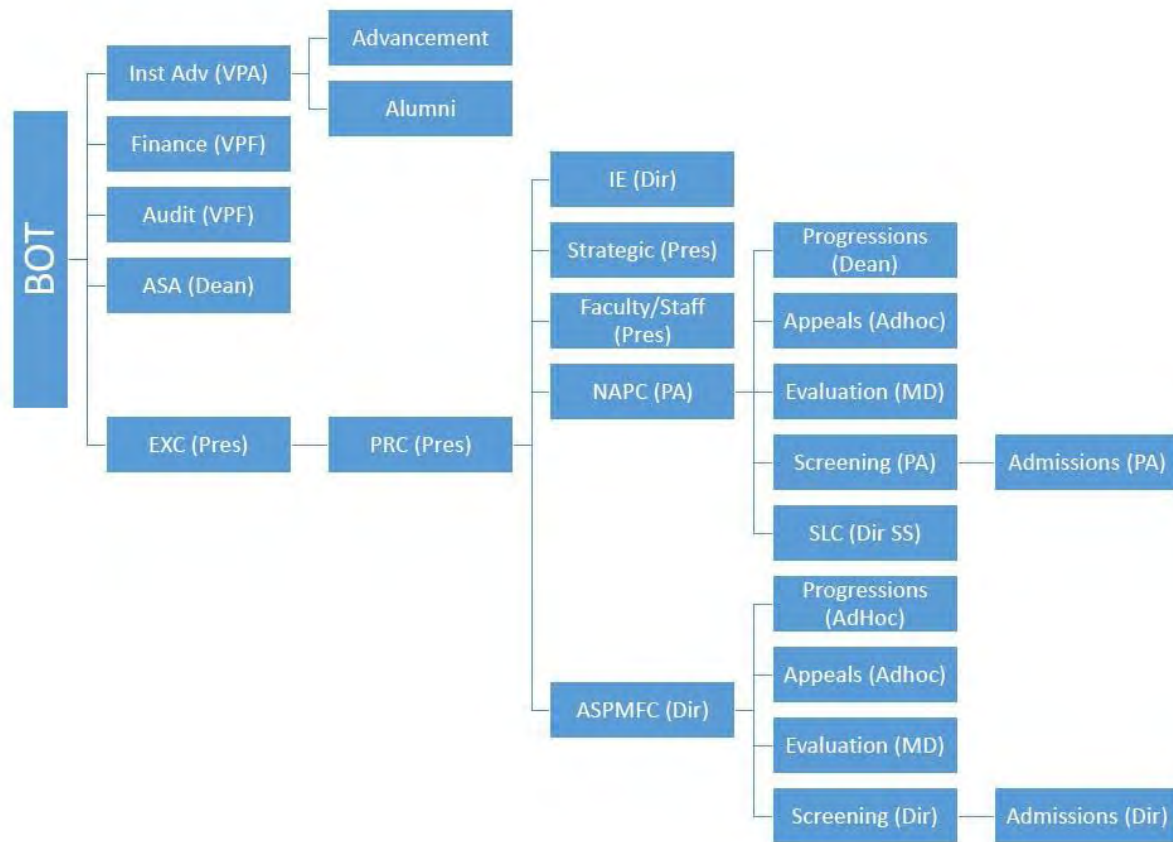 BOT
Inst Adv (VPA)
Advancement
Alumni
Finance (VPF)
Audit (VPF)
ASA (Dean)
EXC (Pres)
PRC (Pres)
IE (Dir)
Strategic (Pres)
Faculty/Staff
(Pres)
NAPC (PA)
Progressions
(Dean)
Appeals (Adhoc)
Evaluation (MD)
Screening (PA)
Admissions (PA)
SLC (Dir SS)
ASPMFC (Dir)
Progressions
(AdHoc)
Appeals (Adhoc)
Evaluation (MD)
Screening (Dir)
Admissions (Dir)